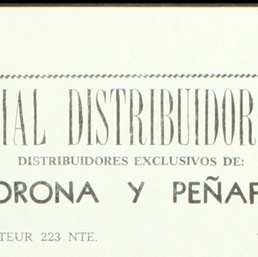 IAL DISTRIBUIDOR
DISTRIBUIDORES EXCLUSIVOS DE:
ORONA Y PEÑAF
TEUR 223 NTE.